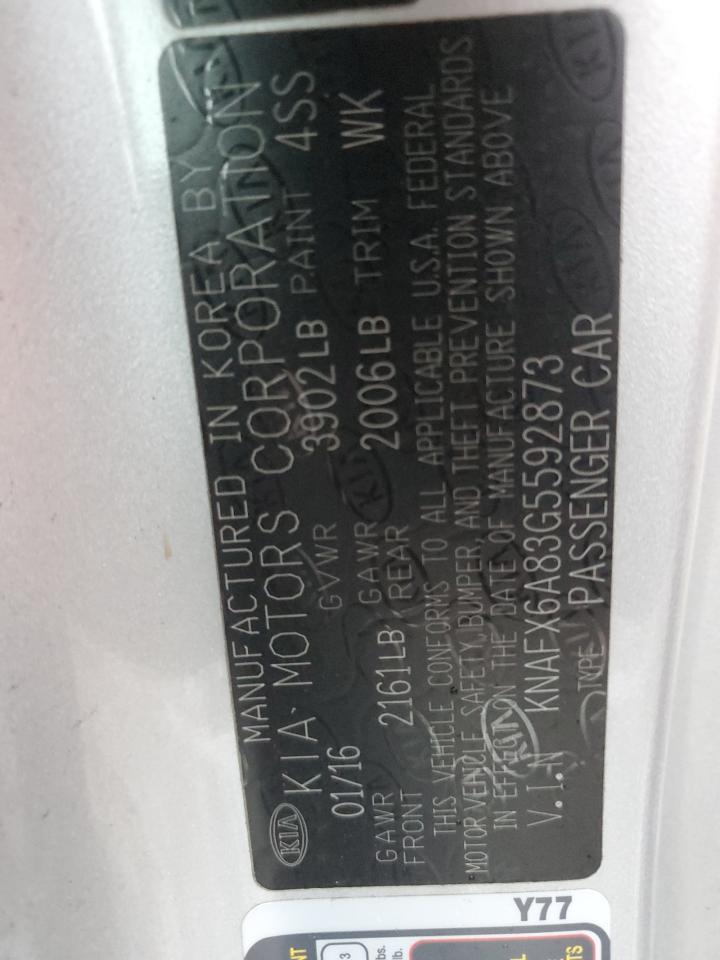 MANUFACTURED IN KOREA BY
KIA KIA MOTORS CORPORATION
01/16 GVWR 3902LB PAINT 4SS
GAWR FRONT 2161LB GAWR REAR 2006LB TRIM WK
THIS VEHICLE CONFORMS TO ALL APPLICABLE U.S.A. FEDERAL
MOTOR VEHICLE SAFETY, BUMPER, AND THEFT PREVENTION STANDARDS
IN EFFECT ON THE DATE OF MANUFACTURE SHOWN ABOVE
V.I.N KNAFX6A83G5592873
TYPE PASSENGER CAR
Y77